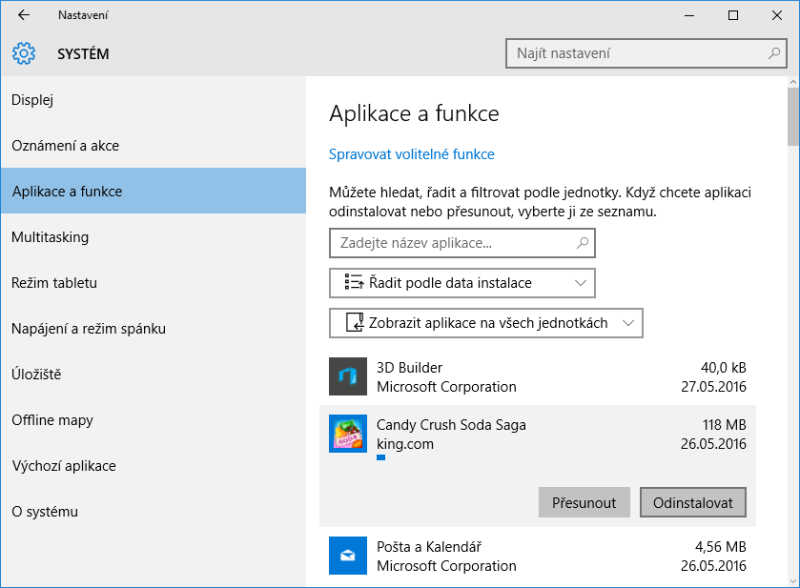 Nastavení
SYSTÉM
Najít nastavení
Displej
Oznámení a akce
Aplikace a funkce
Multitasking
Režim tabletu
Napájení a režim spánku
Úložiště
Offline mapy
Výchozí aplikace
O systému
Aplikace a funkce
Spravovat volitelné funkce
Můžete hledat, řadit a filtrovat podle jednotky. Když chcete aplikaci
odinstalovat nebo přesunout, vyberte ji ze seznamu.
Zadejte název aplikace...
Řadit podle data instalace
Zobrazit aplikace na všech jednotkách
3D Builder 40,0 kB
Microsoft Corporation 27.05.2016
Candy Crush Soda Saga 118 MB
king.com 26.05.2016
Přesunout Odinstalovat
Pošta a Kalendář 4,56 MB
Microsoft Corporation 26.05.2016